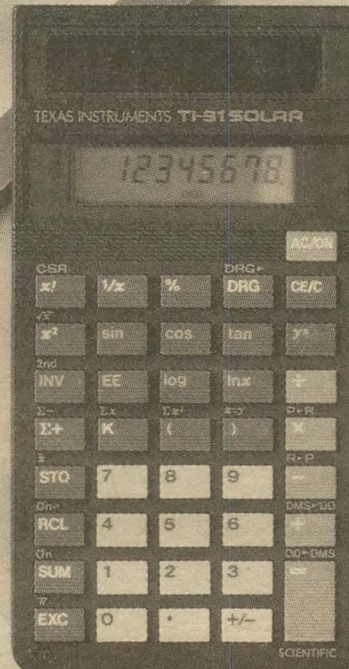 TEXAS INSTRUMENTS TI-31 SOLAR
12345678.
DEG
AC/ON
CSR DRG►
x! 1/x % DRG CE/C
√x
x² sin cos tan yˣ
2nd
INV EE log lnx ÷
Σ− Σx Σx² x↔y P►R
Σ+ K ( ) ×
x̄ R►P
STO 7 8 9 −
σn-1 DMS►DD
RCL 4 5 6 +
σn DD►DMS
SUM 1 2 3 =
π
EXC 0 . +/−
SCIENTIFIC